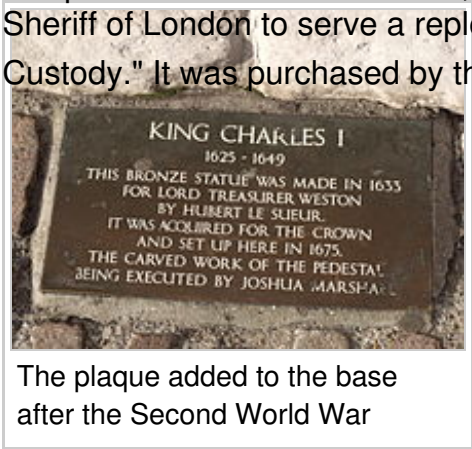 Sheriff of London to serve a repl
Custody." It was purchased by th
KING CHARLES I
1625 - 1649
THIS BRONZE STATUE WAS MADE IN 1633
FOR LORD TREASURER WESTON
BY HUBERT LE SUEUR.
IT WAS ACQUIRED FOR THE CROWN
AND SET UP HERE IN 1675.
THE CARVED WORK OF THE PEDESTAL
BEING EXECUTED BY JOSHUA MARSHALL
The plaque added to the base
after the Second World War